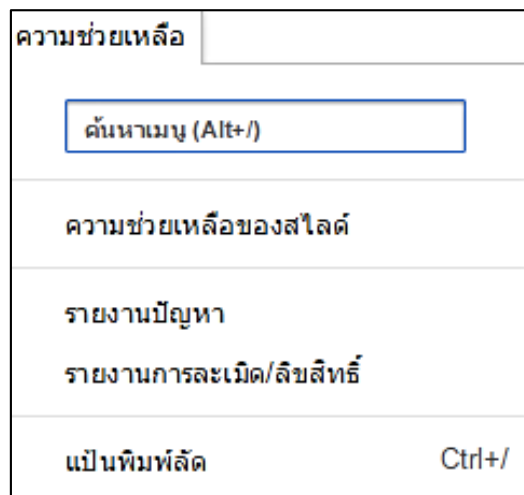 ความช่วยเหลือ
ค้นหาเมนู (Alt+/)
ความช่วยเหลือของสไลด์
รายงานปัญหา
รายงานการละเมิด/ลิขสิทธิ์
แป้นพิมพ์ลัด Ctrl+/